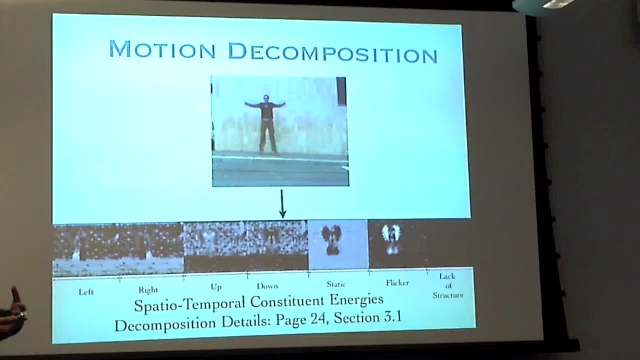 MOTION DECOMPOSITION
Left Right Up Down Static Flicker Lack of Structure
Spatio-Temporal Constituent Energies
Decomposition Details: Page 24, Section 3.1